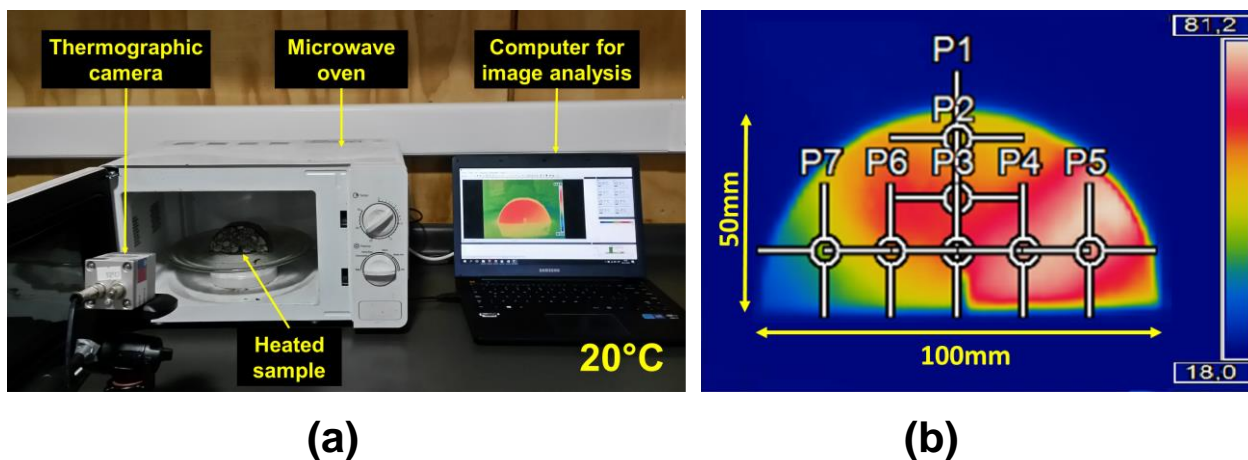 Thermographic
camera
Microwave
oven
Computer for
image analysis
Heated
sample
20°C
SAMSUNG
(a)
81,2
P1
P2
P7 P6 P3 P4 P5
50mm
100mm
18,0
(b)